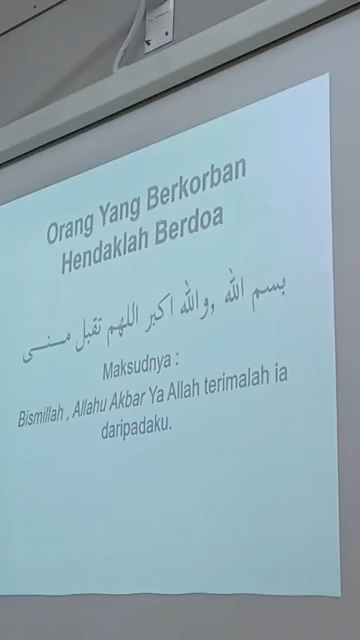 Orang Yang Berkorban
Hendaklah Berdoa
بسم الله ,والله اكبر اللهم تقبل مـنـــى
Maksudnya :
Bismillah , Allahu Akbar Ya Allah terimalah ia
daripadaku.